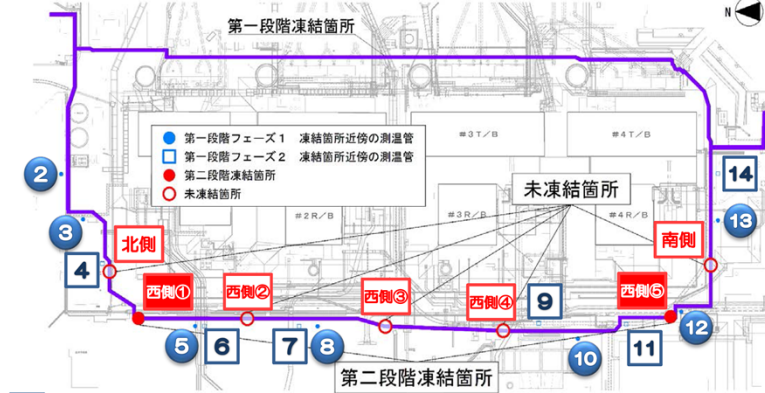 第一段階凍結箇所
N
第一段階フェーズ1 凍結箇所近傍の測温管
第一段階フェーズ2 凍結箇所近傍の測温管
第二段階凍結箇所
未凍結箇所
#3T/B
#4T/B
#2R/B
#3R/B
#4R/B
未凍結箇所
2
3
4
北側
西側①
西側②
西側③
西側④
9
西側⑤
南側
14
13
12
5
6
7
8
10
11
第二段階凍結箇所